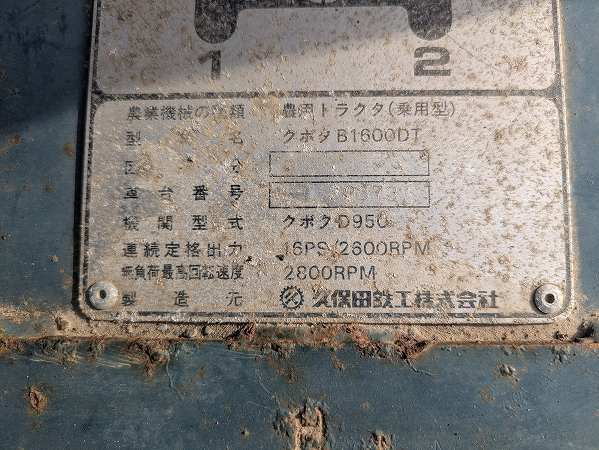 1 2
農業機械の種類 農用トラクタ(乗用型)
型式名 クボタB1600DT
区分
車台番号
機関型式 クボタD950
連続定格出力 16PS/2600RPM
無負荷最高回転速度 2800RPM
製造元 久保田鉄工株式会社